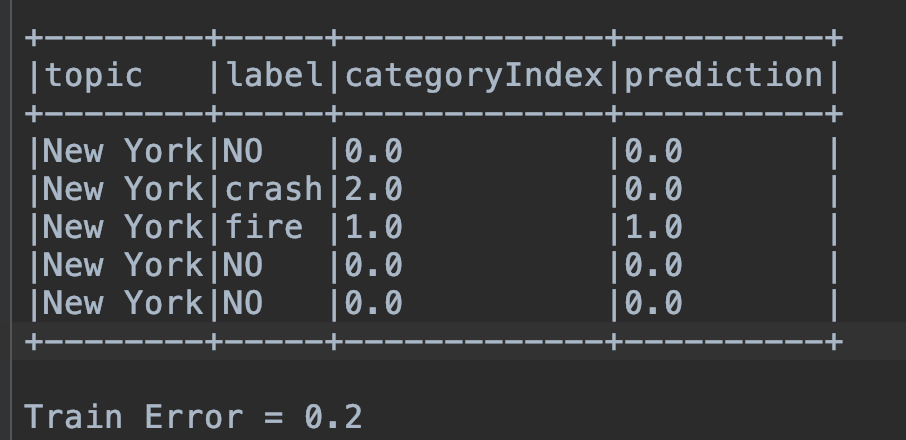 +--------+-----+-------------+----------+
|topic   |label|categoryIndex|prediction|
+--------+-----+-------------+----------+
|New York|NO   |0.0          |0.0       |
|New York|crash|2.0          |0.0       |
|New York|fire |1.0          |1.0       |
|New York|NO   |0.0          |0.0       |
|New York|NO   |0.0          |0.0       |
+--------+-----+-------------+----------+
Train Error = 0.2